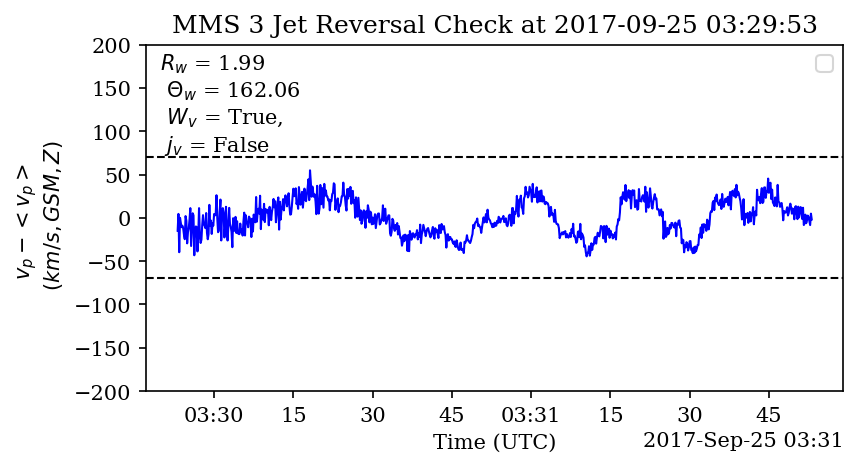 MMS 3 Jet Reversal Check at 2017-09-25 03:29:53
R_w = 1.99
Θ_w = 162.06
W_v = True,
j_v = False
v_p − < v_p >
(km/s, GSM, Z)
200
150
100
50
0
−50
−100
−150
−200
03:30 15 30 45 03:31 15 30 45
Time (UTC)
2017-Sep-25 03:31